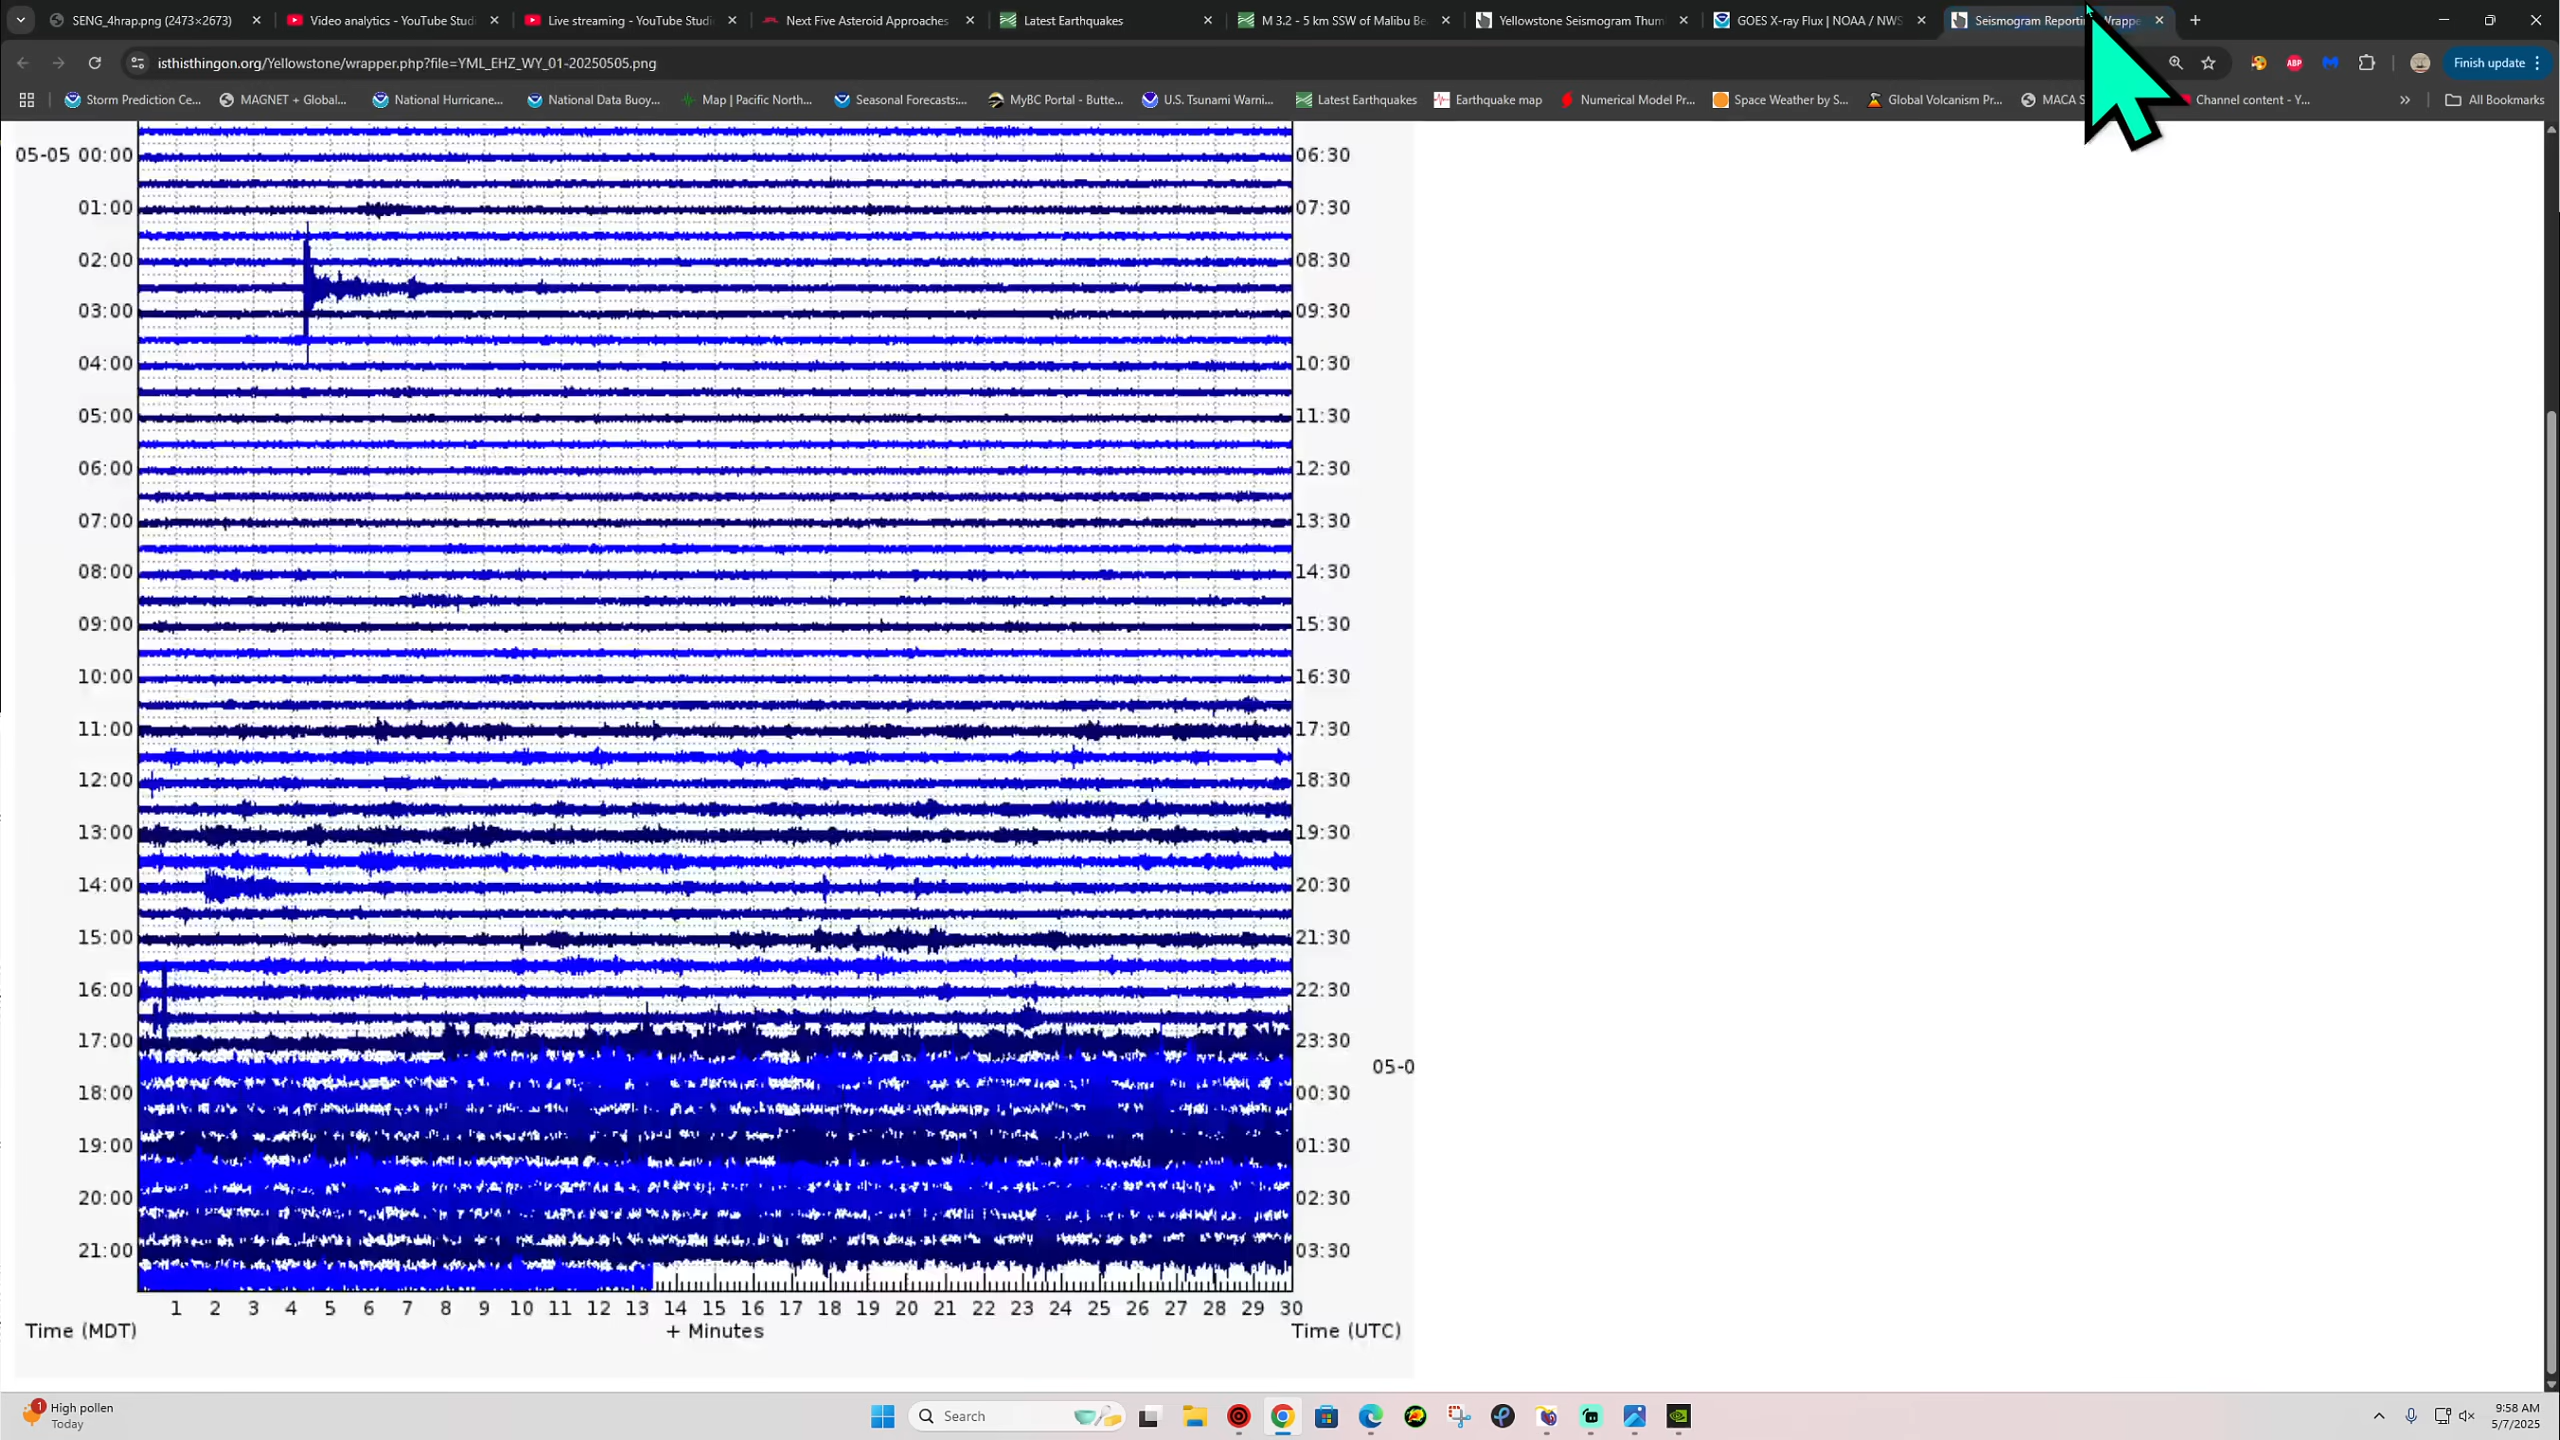 SENG_4hrap.png (2473×2673)
Video analytics - YouTube Studi
Live streaming - YouTube Studi
Next Five Asteroid Approaches
Latest Earthquakes
M 3.2 - 5 km SSW of Malibu Be
Yellowstone Seismogram Thum
GOES X-ray Flux | NOAA / NWS
Seismogram Reporti Wrappe
isthisthingon.org/Yellowstone/wrapper.php?file=YML_EHZ_WY_01-20250505.png
ABP
Finish update
Storm Prediction Ce...
MAGNET + Global...
National Hurricane...
National Data Buoy...
Map | Pacific North...
Seasonal Forecasts:...
MyBC Portal - Butte...
U.S. Tsunami Warni...
Latest Earthquakes
Earthquake map
Numerical Model Pr...
Space Weather by S...
Global Volcanism Pr...
MACA S
Channel content - Y...
All Bookmarks
05-05 00:00 06:30
01:00 07:30
02:00 08:30
03:00 09:30
04:00 10:30
05:00 11:30
06:00 12:30
07:00 13:30
08:00 14:30
09:00 15:30
10:00 16:30
11:00 17:30
12:00 18:30
13:00 19:30
14:00 20:30
15:00 21:30
16:00 22:30
17:00 23:30
05-0
18:00 00:30
19:00 01:30
20:00 02:30
21:00 03:30
1 2 3 4 5 6 7 8 9 10 11 12 13 14 15 16 17 18 19 20 21 22 23 24 25 26 27 28 29 30
Time (MDT) + Minutes Time (UTC)
1
High pollen
Today
Search
9:58 AM
5/7/2025